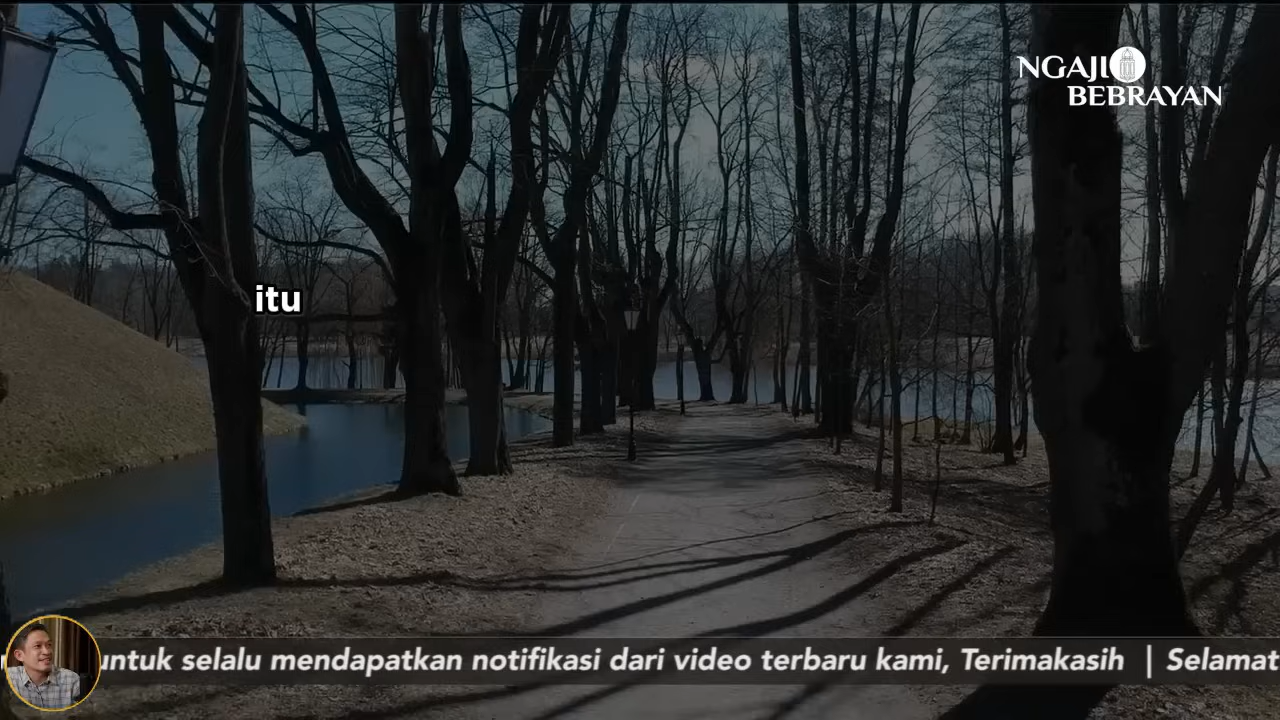 NGAJI
BEBRAYAN
itu
untuk selalu mendapatkan notifikasi dari video terbaru kami, Terimakasih | Selamat